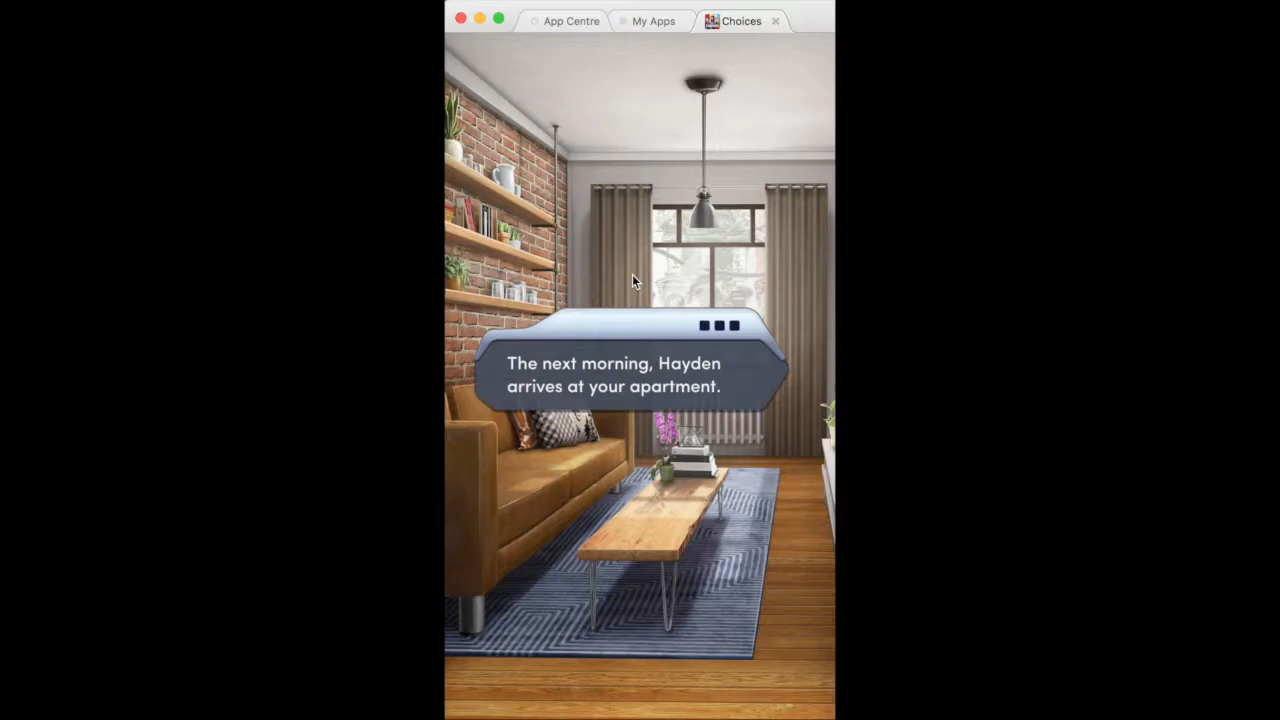 App Centre
My Apps
Choices
The next morning, Hayden
arrives at your apartment.